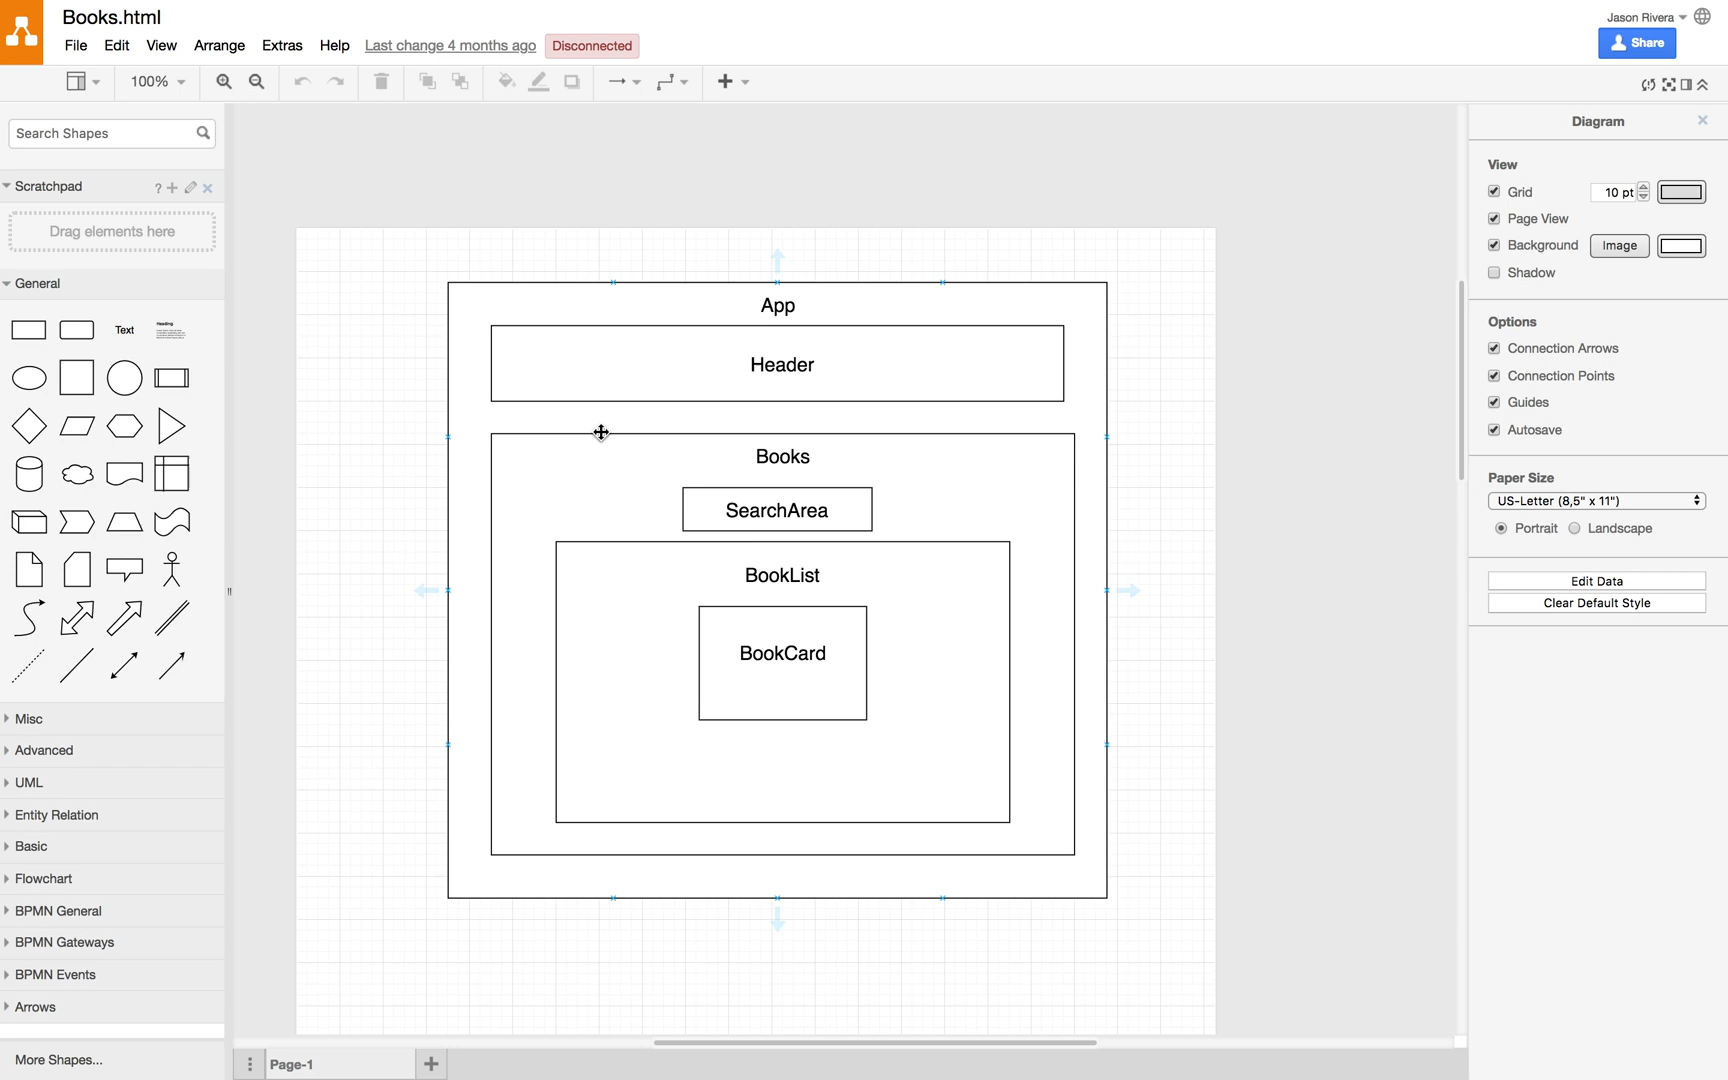 Books.html
Jason Rivera
File Edit View Arrange Extras Help Last change 4 months ago Disconnected
Share
100%
Search Shapes
Scratchpad ?
Drag elements here
General
Text
Heading
Misc
Advanced
UML
Entity Relation
Basic
Flowchart
BPMN General
BPMN Gateways
BPMN Events
Arrows
More Shapes...
App
Header
Books
SearchArea
BookList
BookCard
Page-1
Diagram
View
Grid 10 pt
Page View
Background Image
Shadow
Options
Connection Arrows
Connection Points
Guides
Autosave
Paper Size
US-Letter (8,5" x 11")
Portrait Landscape
Edit Data
Clear Default Style